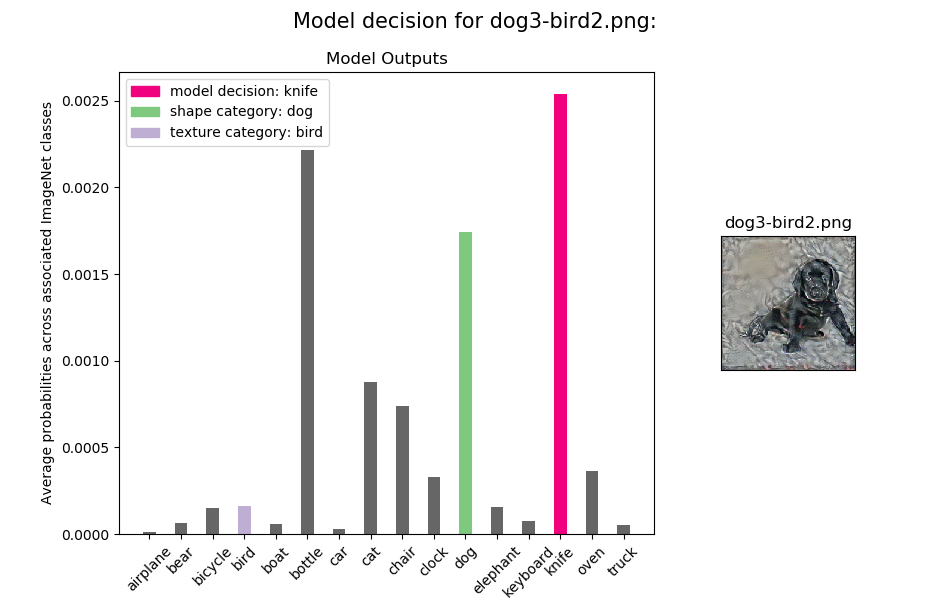 Model decision for dog3-bird2.png:
Model Outputs
model decision: knife
shape category: dog
texture category: bird
Average probabilities across associated ImageNet classes
0.0025
0.0020
0.0015
0.0010
0.0005
0.0000
airplane
bear
bicycle
bird
boat
bottle
car
cat
chair
clock
dog
elephant
keyboard
knife
oven
truck
dog3-bird2.png